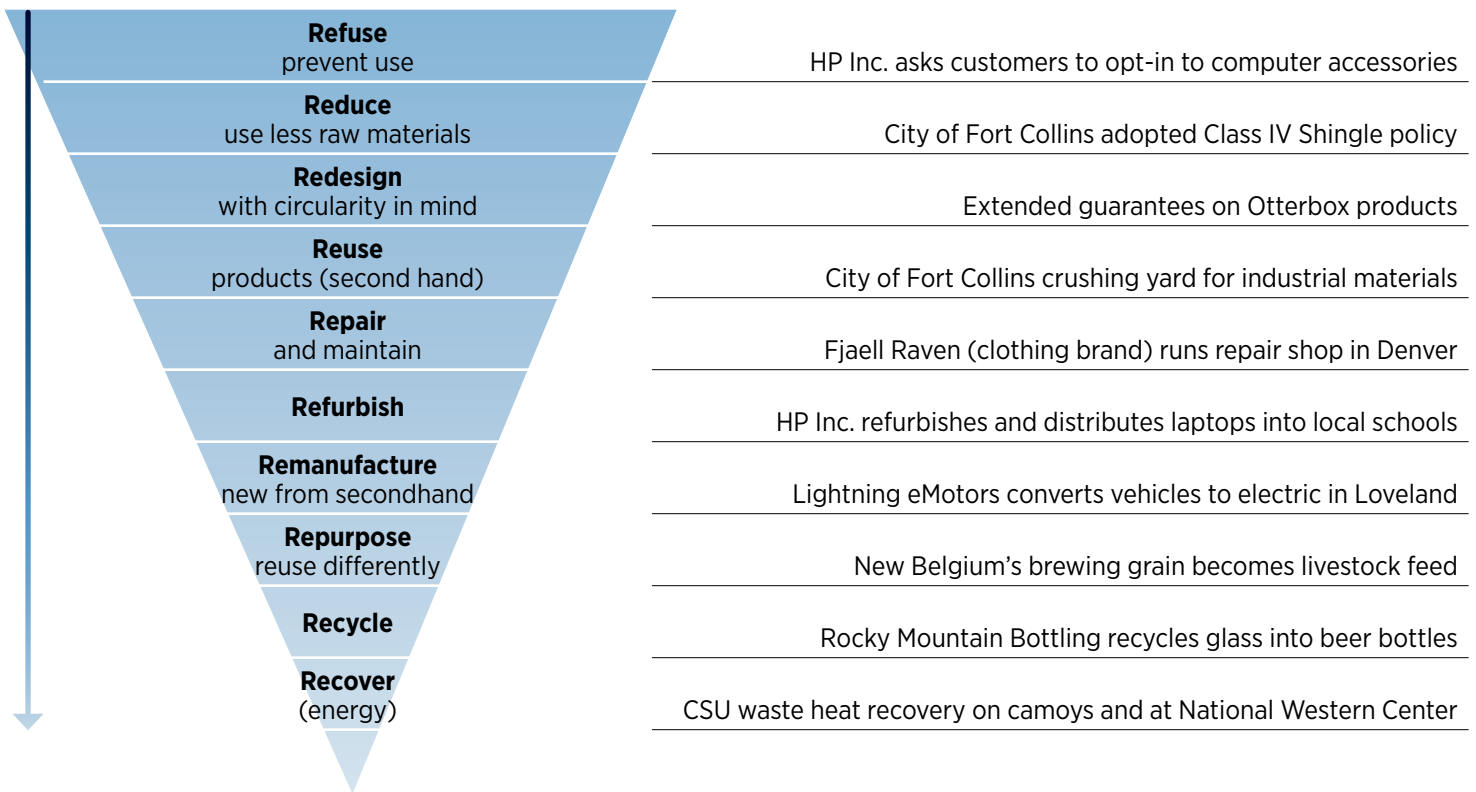 Refuse
prevent use
HP Inc. asks customers to opt-in to computer accessories
Reduce
use less raw materials
City of Fort Collins adopted Class IV Shingle policy
Redesign
with circularity in mind
Extended guarantees on Otterbox products
Reuse
products (second hand)
City of Fort Collins crushing yard for industrial materials
Repair
and maintain
Fjaell Raven (clothing brand) runs repair shop in Denver
Refurbish
HP Inc. refurbishes and distributes laptops into local schools
Remanufacture
new from secondhand
Lightning eMotors converts vehicles to electric in Loveland
Repurpose
reuse differently
New Belgium’s brewing grain becomes livestock feed
Recycle
Rocky Mountain Bottling recycles glass into beer bottles
Recover
(energy)
CSU waste heat recovery on camoys and at National Western Center